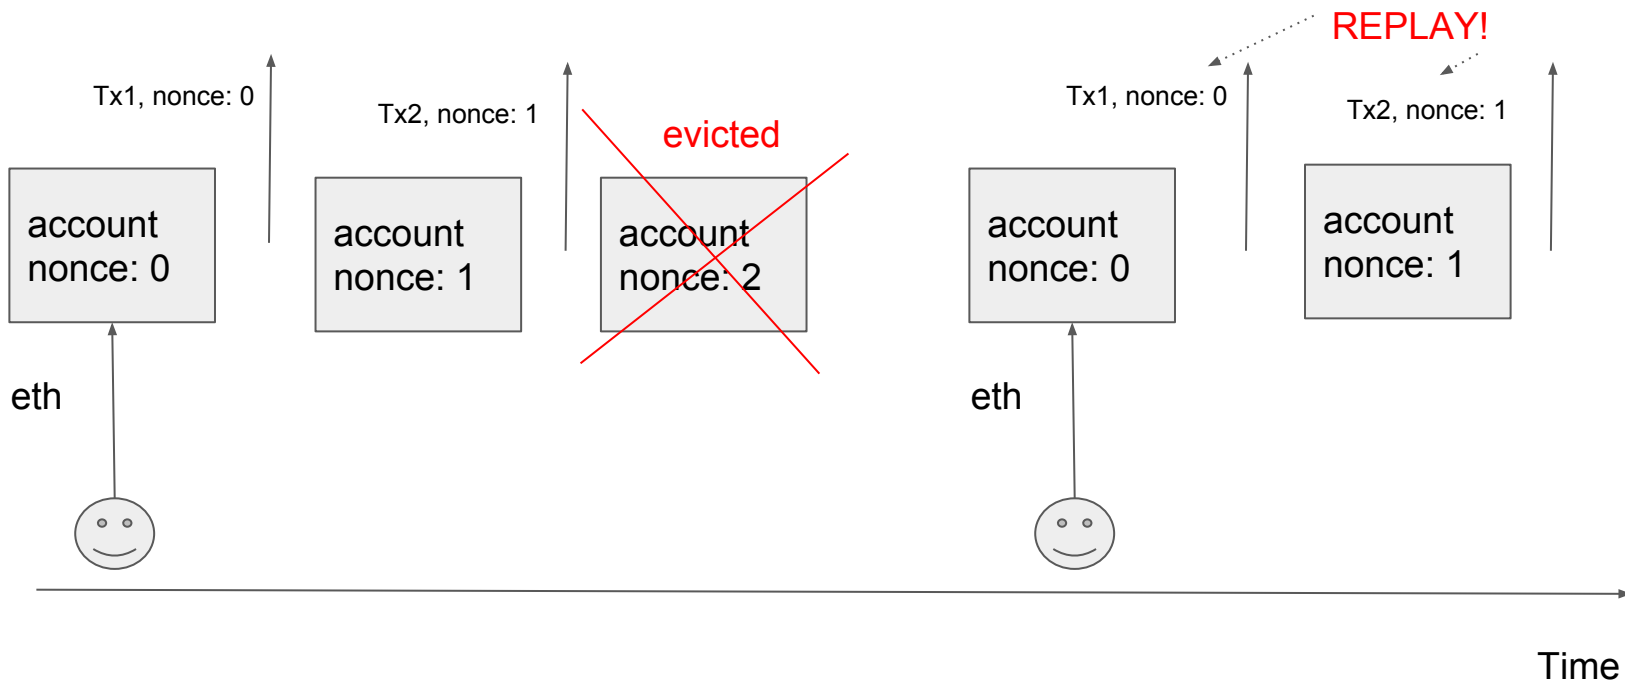 REPLAY!
Tx1, nonce: 0
Tx2, nonce: 1
evicted
Tx1, nonce: 0
Tx2, nonce: 1
account
nonce: 0
account
nonce: 1
account
nonce: 2
account
nonce: 0
account
nonce: 1
eth
eth
Time